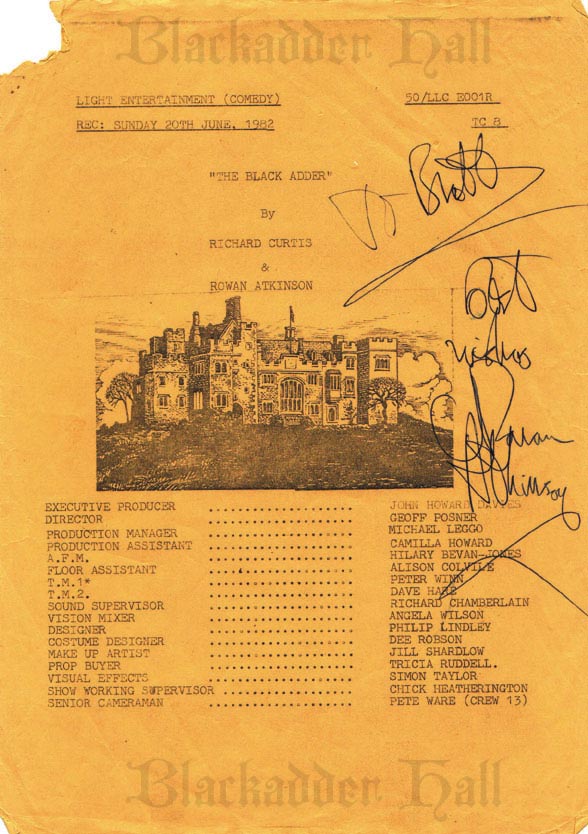 Blackadder Hall
LIGHT ENTERTAINMENT (COMEDY) 50/LLC E001R
REC: SUNDAY 20TH JUNE, 1982 TC 8
"THE BLACK ADDER"
By
RICHARD CURTIS
&
ROWAN ATKINSON
To Brett
Best
wishes
Rowan
Atkinson
EXECUTIVE PRODUCER .................... JOHN HOWARD DAVIES
DIRECTOR .................... GEOFF POSNER
PRODUCTION MANAGER .................... MICHAEL LEGGO
PRODUCTION ASSISTANT .................... CAMILLA HOWARD
A.F.M. .................... HILARY BEVAN-JONES
FLOOR ASSISTANT .................... ALISON COLVILE
T.M.1* .................... PETER WINN
T.M.2. .................... DAVE HARE
SOUND SUPERVISOR .................... RICHARD CHAMBERLAIN
VISION MIXER .................... ANGELA WILSON
DESIGNER .................... PHILIP LINDLEY
COSTUME DESIGNER .................... DEE ROBSON
MAKE UP ARTIST .................... JILL SHARDLOW
PROP BUYER .................... TRICIA RUDDELL.
VISUAL EFFECTS .................... SIMON TAYLOR
SHOW WORKING SUPERVISOR .................... CHICK HEATHERINGTON
SENIOR CAMERAMAN .................... PETE WARE (CREW 13)
Blackadder Hall